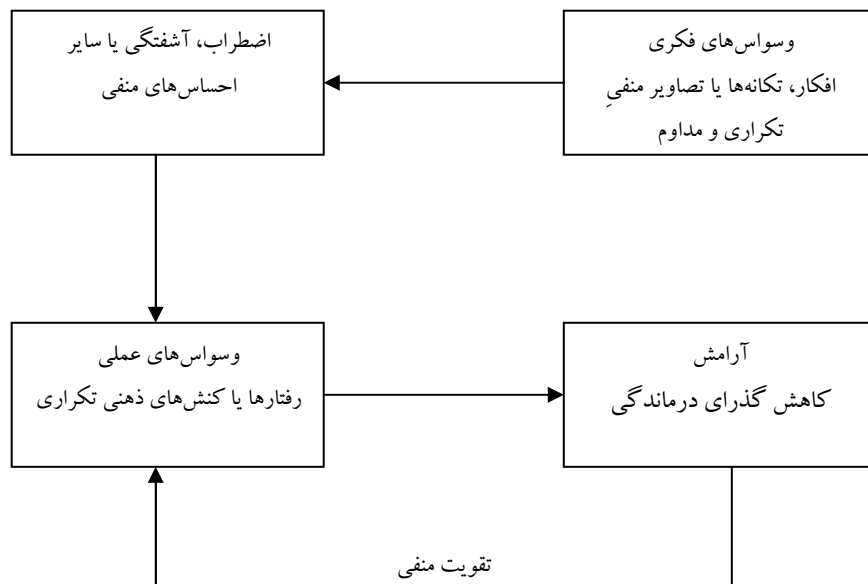 وسواس‌های فکری
افکار، تکانه‌ها یا تصاویر منفیِ
تکراری و مداوم
اضطراب، آشفتگی یا سایر
احساس‌های منفی
وسواس‌های عملی
رفتارها یا کنش‌های ذهنی تکراری
آرامش
کاهش گذرای درماندگی
تقویت منفی